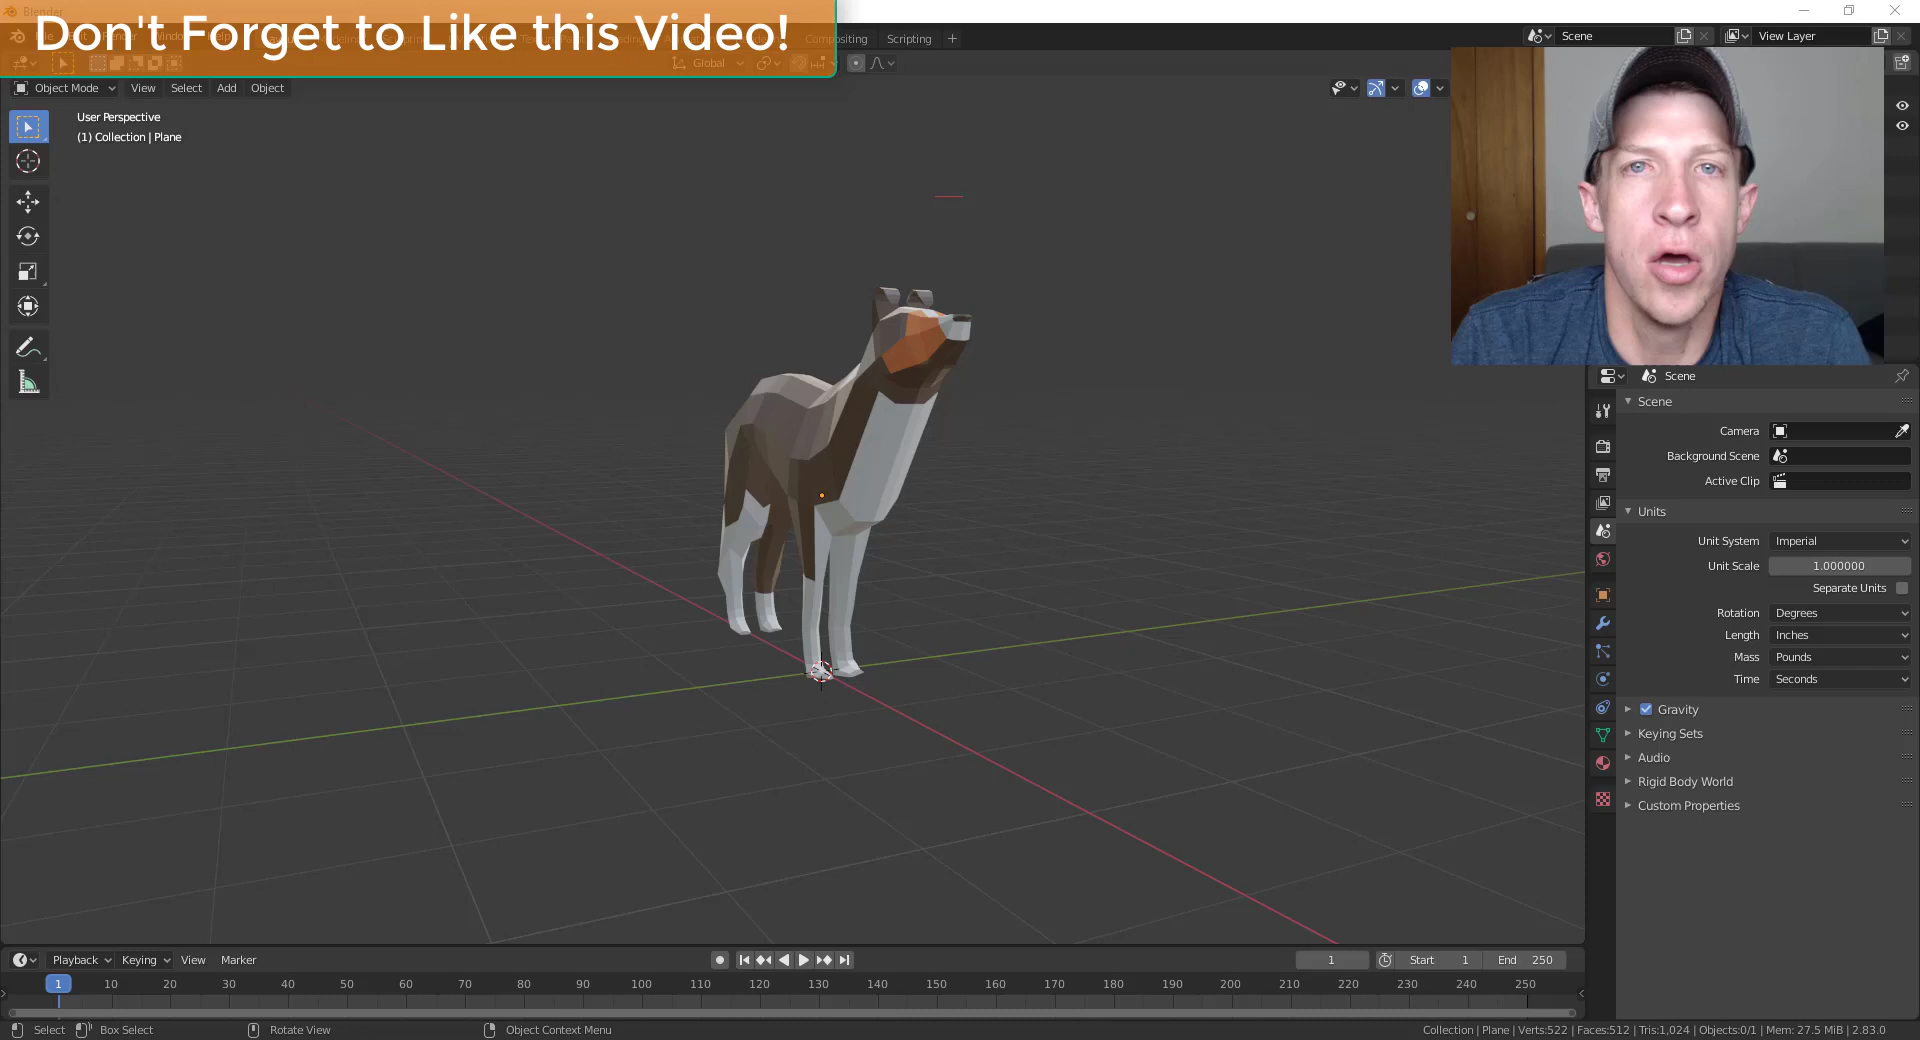 Blender
Don't Forget to Like this Video!
Compositing
Scripting
Scene
View Layer
Global
Object Mode
View
Select
Add
Object
User Perspective
(1) Collection | Plane
Scene
Scene
Camera
Background Scene
Active Clip
Units
Unit System Imperial
Unit Scale 1.000000
Separate Units
Rotation Degrees
Length Inches
Mass Pounds
Time Seconds
Gravity
Keying Sets
Audio
Rigid Body World
Custom Properties
Playback Keying View Marker
1 Start 1 End 250
1 10 20 30 40 50 60 70 80 90 100 110 120 130 140 150 160 170 180 190 200 210 220 230 240 250
Select Box Select Rotate View Object Context Menu
Collection | Plane | Verts:522 | Faces:512 | Tris:1,024 | Objects:0/1 | Mem: 27.5 MiB | 2.83.0